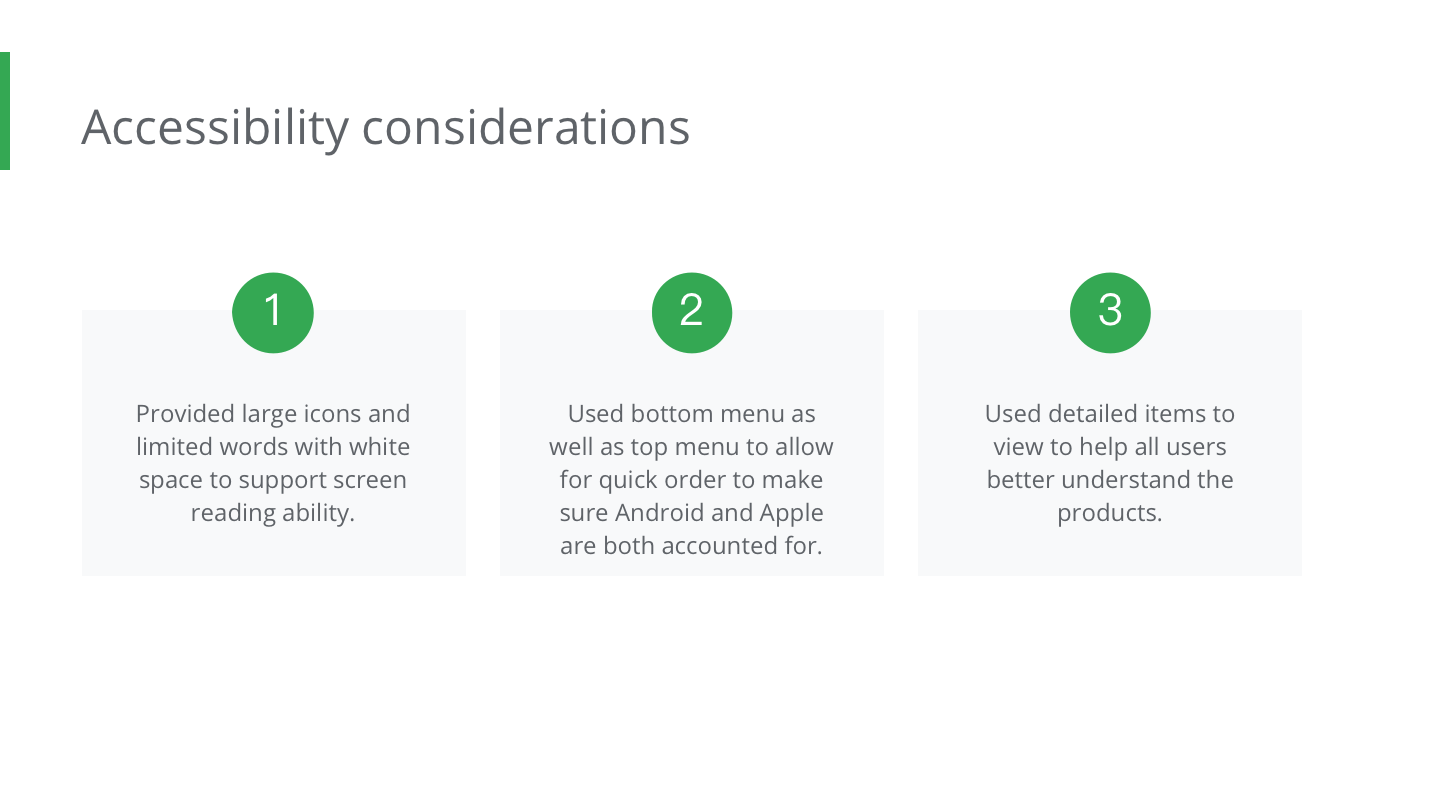 Accessibility considerations
1
Provided large icons and
limited words with white
space to support screen
reading ability.
2
Used bottom menu as
well as top menu to allow
for quick order to make
sure Android and Apple
are both accounted for.
3
Used detailed items to
view to help all users
better understand the
products.